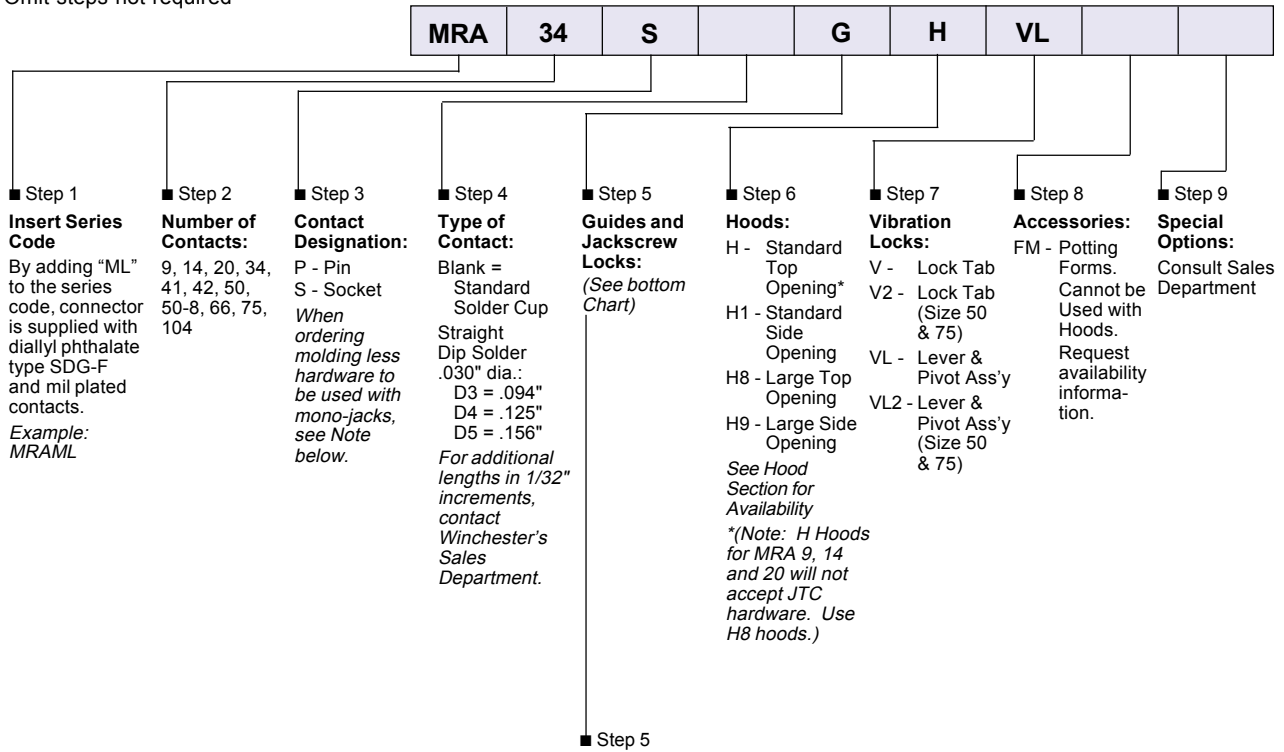 Omit steps not required
MRA 34 S G H VL
■ Step 1
Insert Series
Code
By adding “ML”
to the series
code, connector
is supplied with
diallyl phthalate
type SDG-F
and mil plated
contacts.
Example:
MRAML
■ Step 2
Number of
Contacts:
9, 14, 20, 34,
41, 42, 50,
50-8, 66, 75,
104
■ Step 3
Contact
Designation:
P - Pin
S - Socket
When
ordering
molding less
hardware to
be used with
mono-jacks,
see Note
below.
■ Step 4
Type of
Contact:
Blank =
Standard
Solder Cup
Straight
Dip Solder
.030" dia.:
D3 = .094"
D4 = .125"
D5 = .156"
For additional
lengths in 1/32"
increments,
contact
Winchester’s
Sales
Department.
■ Step 5
Guides and
Jackscrew
Locks:
(See bottom
Chart)
■ Step 6
Hoods:
H - Standard
Top
Opening*
H1 - Standard
Side
Opening
H8 - Large Top
Opening
H9 - Large Side
Opening
See Hood
Section for
Availability
*(Note: H Hoods
for MRA 9, 14
and 20 will not
accept JTC
hardware. Use
H8 hoods.)
■ Step 7
Vibration
Locks:
V - Lock Tab
V2 - Lock Tab
(Size 50
& 75)
VL - Lever &
Pivot Ass’y
VL2 - Lever &
Pivot Ass’y
(Size 50
& 75)
■ Step 8
Accessories:
FM - Potting
Forms.
Cannot be
Used with
Hoods.
Request
availability
informa-
tion.
■ Step 9
Special
Options:
Consult Sales
Department
■ Step 5